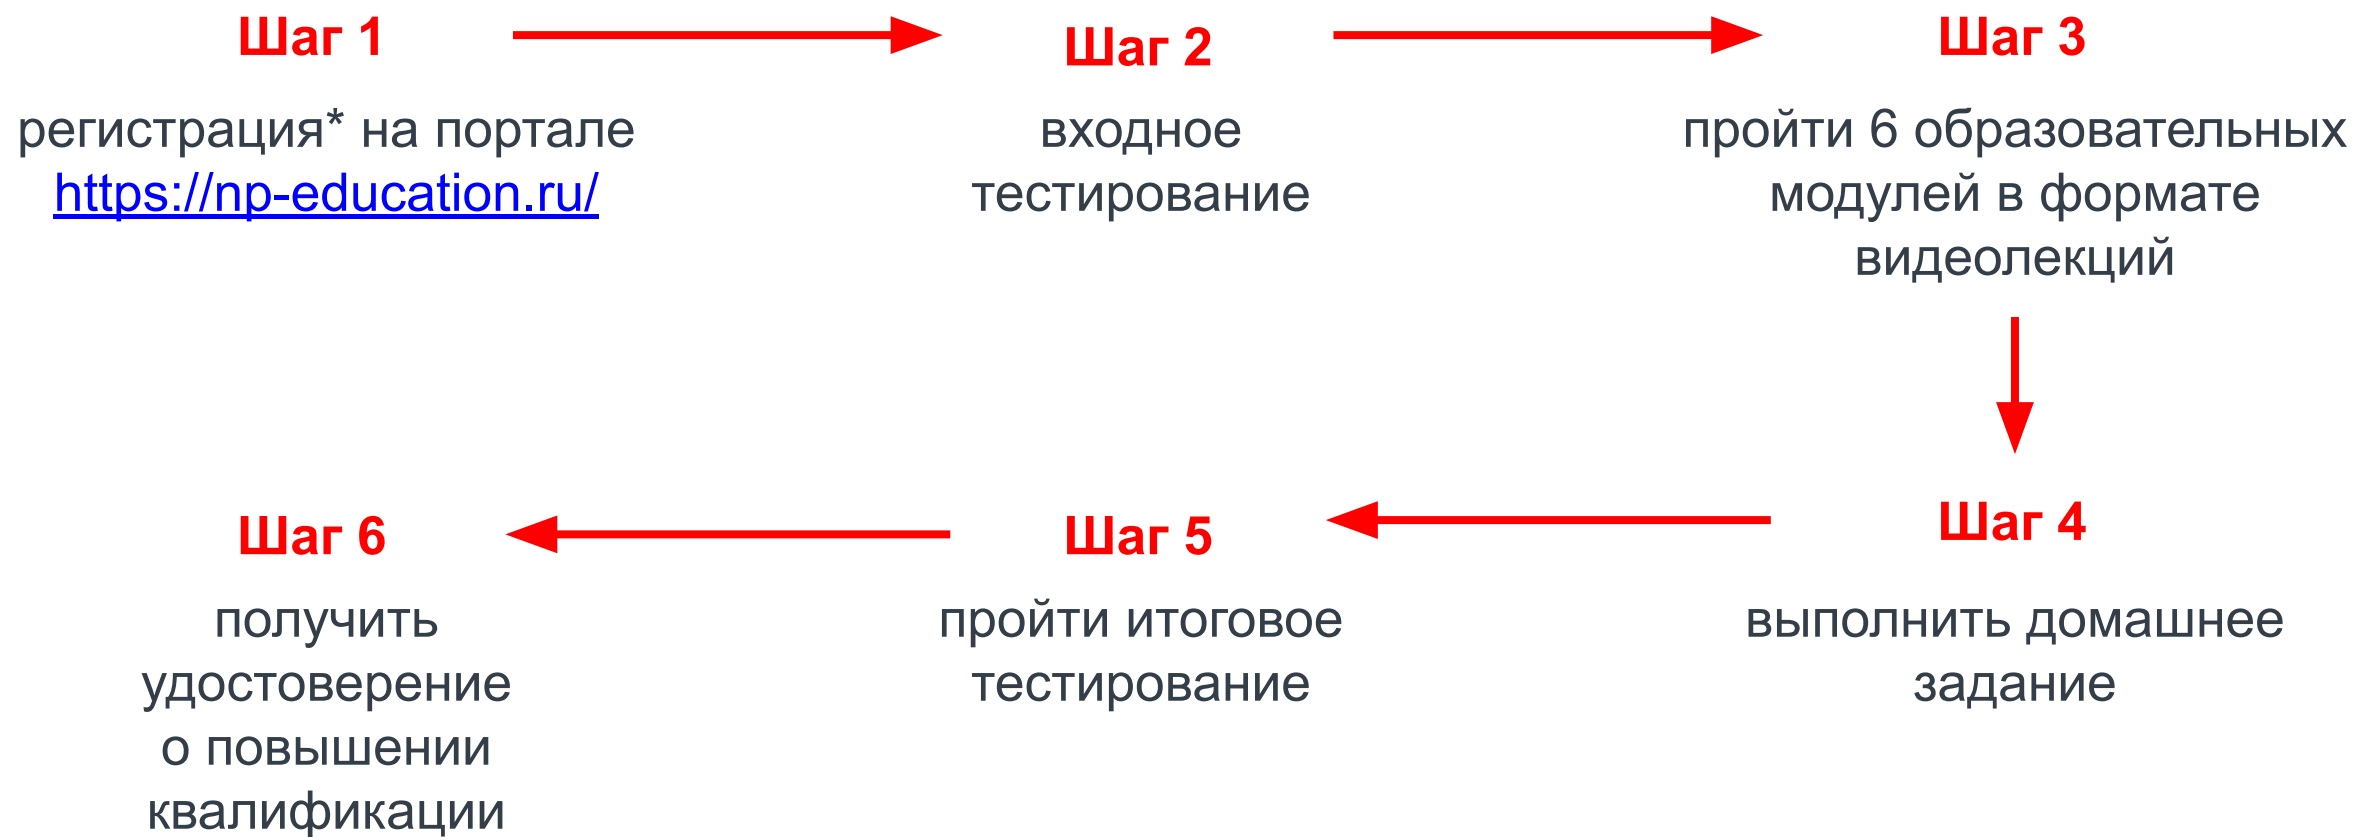 Шаг 1
регистрация* на портале
https://np-education.ru/
Шаг 2
входное
тестирование
Шаг 3
пройти 6 образовательных
модулей в формате
видеолекций
Шаг 4
выполнить домашнее
задание
Шаг 5
пройти итоговое
тестирование
Шаг 6
получить
удостоверение
о повышении
квалификации